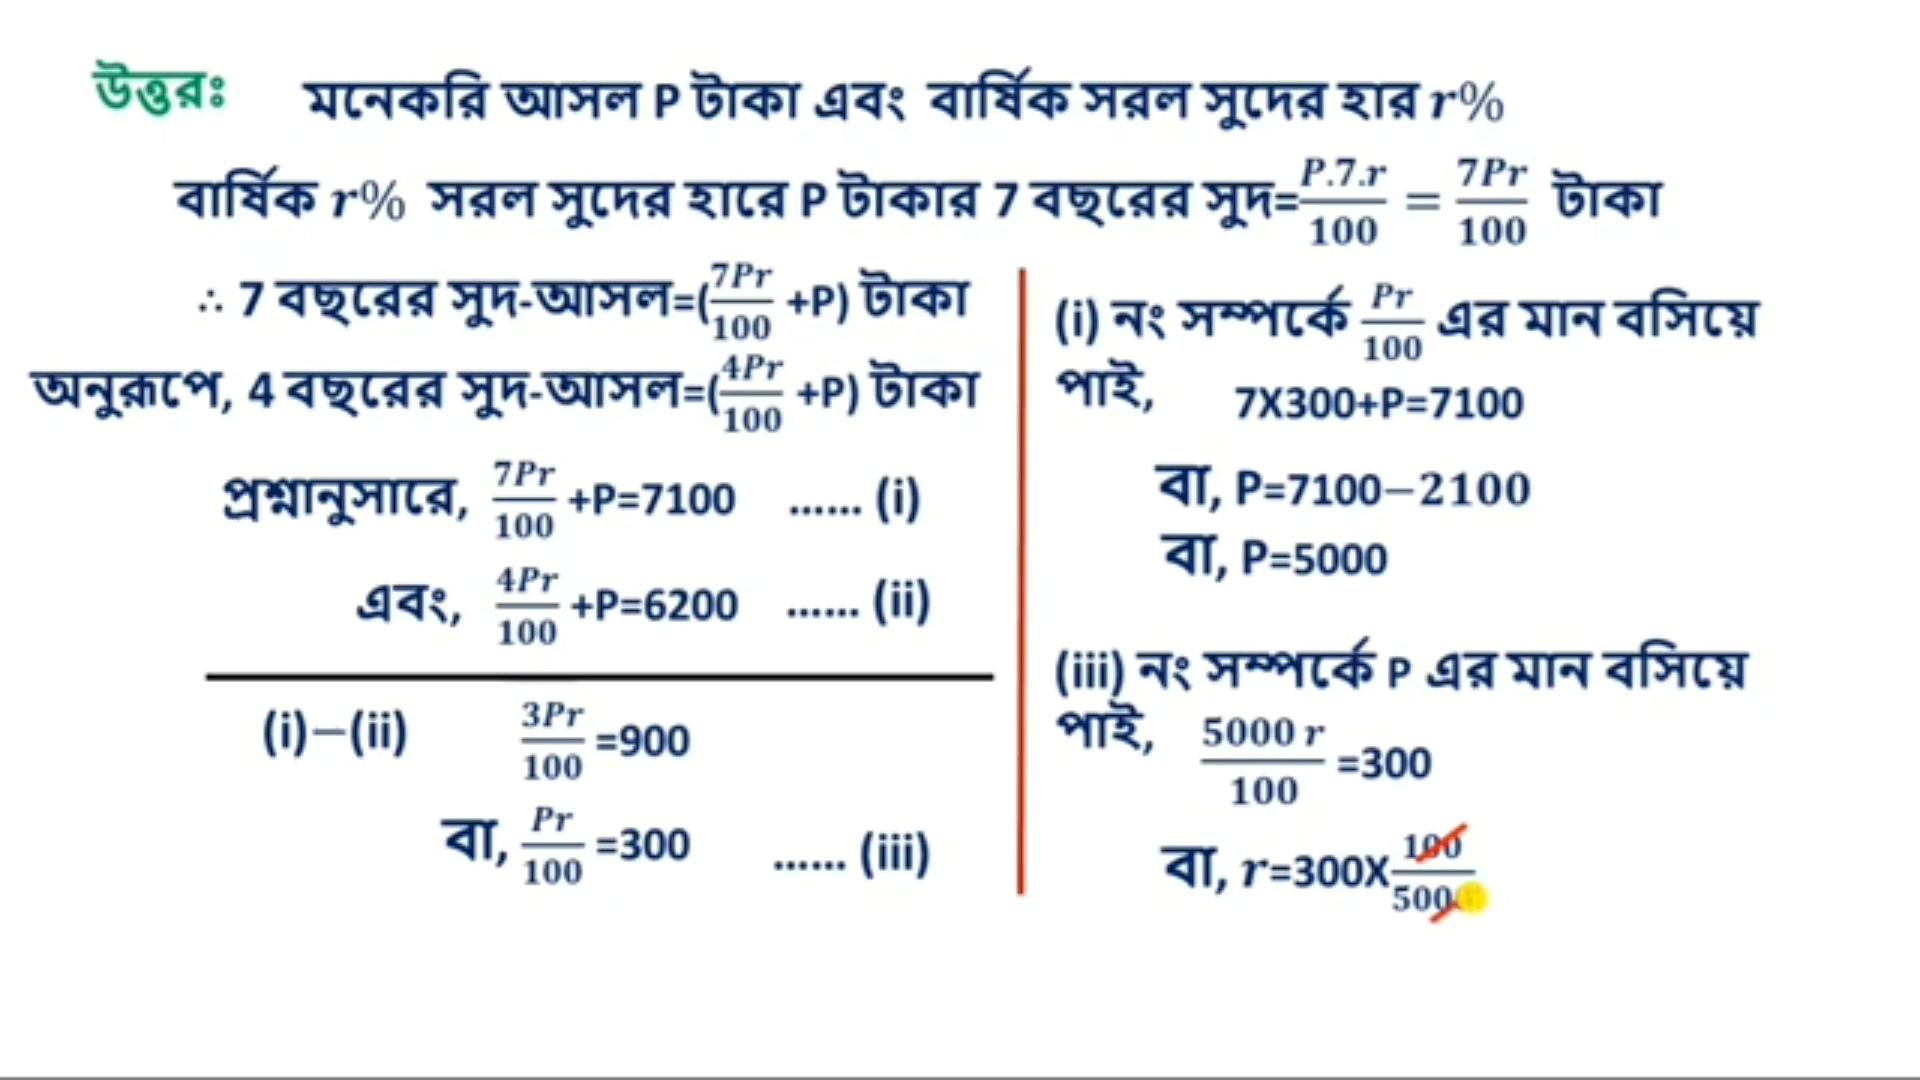 উত্তরঃ মনেকরি আসল P টাকা এবং বার্ষিক সরল সুদের হার r%
বার্ষিক r% সরল সুদের হারে P টাকার 7 বছরের সুদ=P.7.r/100 = 7Pr/100 টাকা
∴ 7 বছরের সুদ-আসল=(7Pr/100 +P) টাকা
অনুরূপে, 4 বছরের সুদ-আসল=(4Pr/100 +P) টাকা
প্রশ্নানুসারে, 7Pr/100 +P=7100 ...... (i)
এবং, 4Pr/100 +P=6200 ...... (ii)
(i)−(ii) 3Pr/100 =900
বা, Pr/100 =300 ...... (iii)
(i) নং সম্পর্কে Pr/100 এর মান বসিয়ে
পাই, 7X300+P=7100
বা, P=7100−2100
বা, P=5000
(iii) নং সম্পর্কে P এর মান বসিয়ে
পাই, 5000 r/100 =300
বা, r=300X100/500